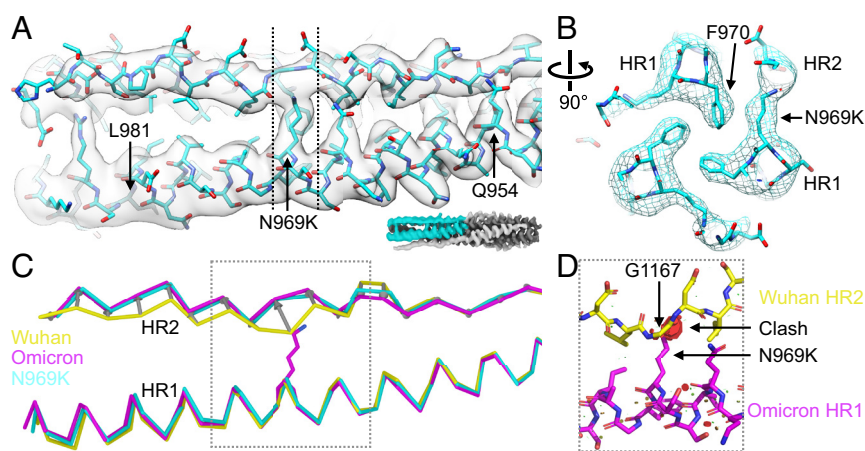 A
L981
N969K
Q954
B
90°
HR1
F970
HR2
N969K
HR1
C
HR2
Wuhan
Omicron
N969K
HR1
D
G1167
Wuhan HR2
Clash
N969K
Omicron HR1